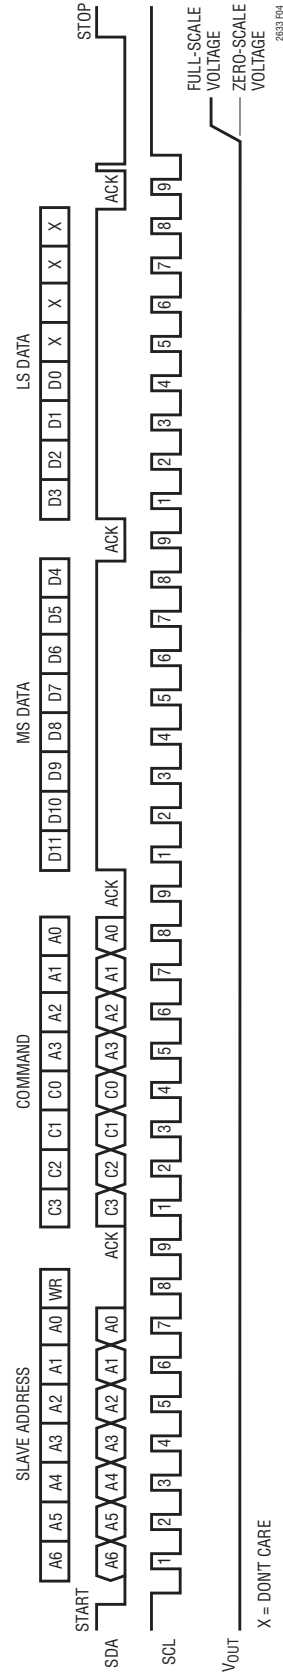 SLAVE ADDRESS COMMAND MS DATA LS DATA
A6 A5 A4 A3 A2 A1 A0 WR C3 C2 C1 C0 A3 A2 A1 A0 D11 D10 D9 D8 D7 D6 D5 D4 D3 D2 D1 D0 X X X X
START STOP
SDA A6 A5 A4 A3 A2 A1 A0 ACK C3 C2 C1 C0 A3 A2 A1 A0 ACK ACK ACK
SCL 1 2 3 4 5 6 7 8 9 1 2 3 4 5 6 7 8 9 1 2 3 4 5 6 7 8 9 1 2 3 4 5 6 7 8 9
FULL-SCALE
VOLTAGE
VOUT
ZERO-SCALE
VOLTAGE
X = DON'T CARE
2633 F04